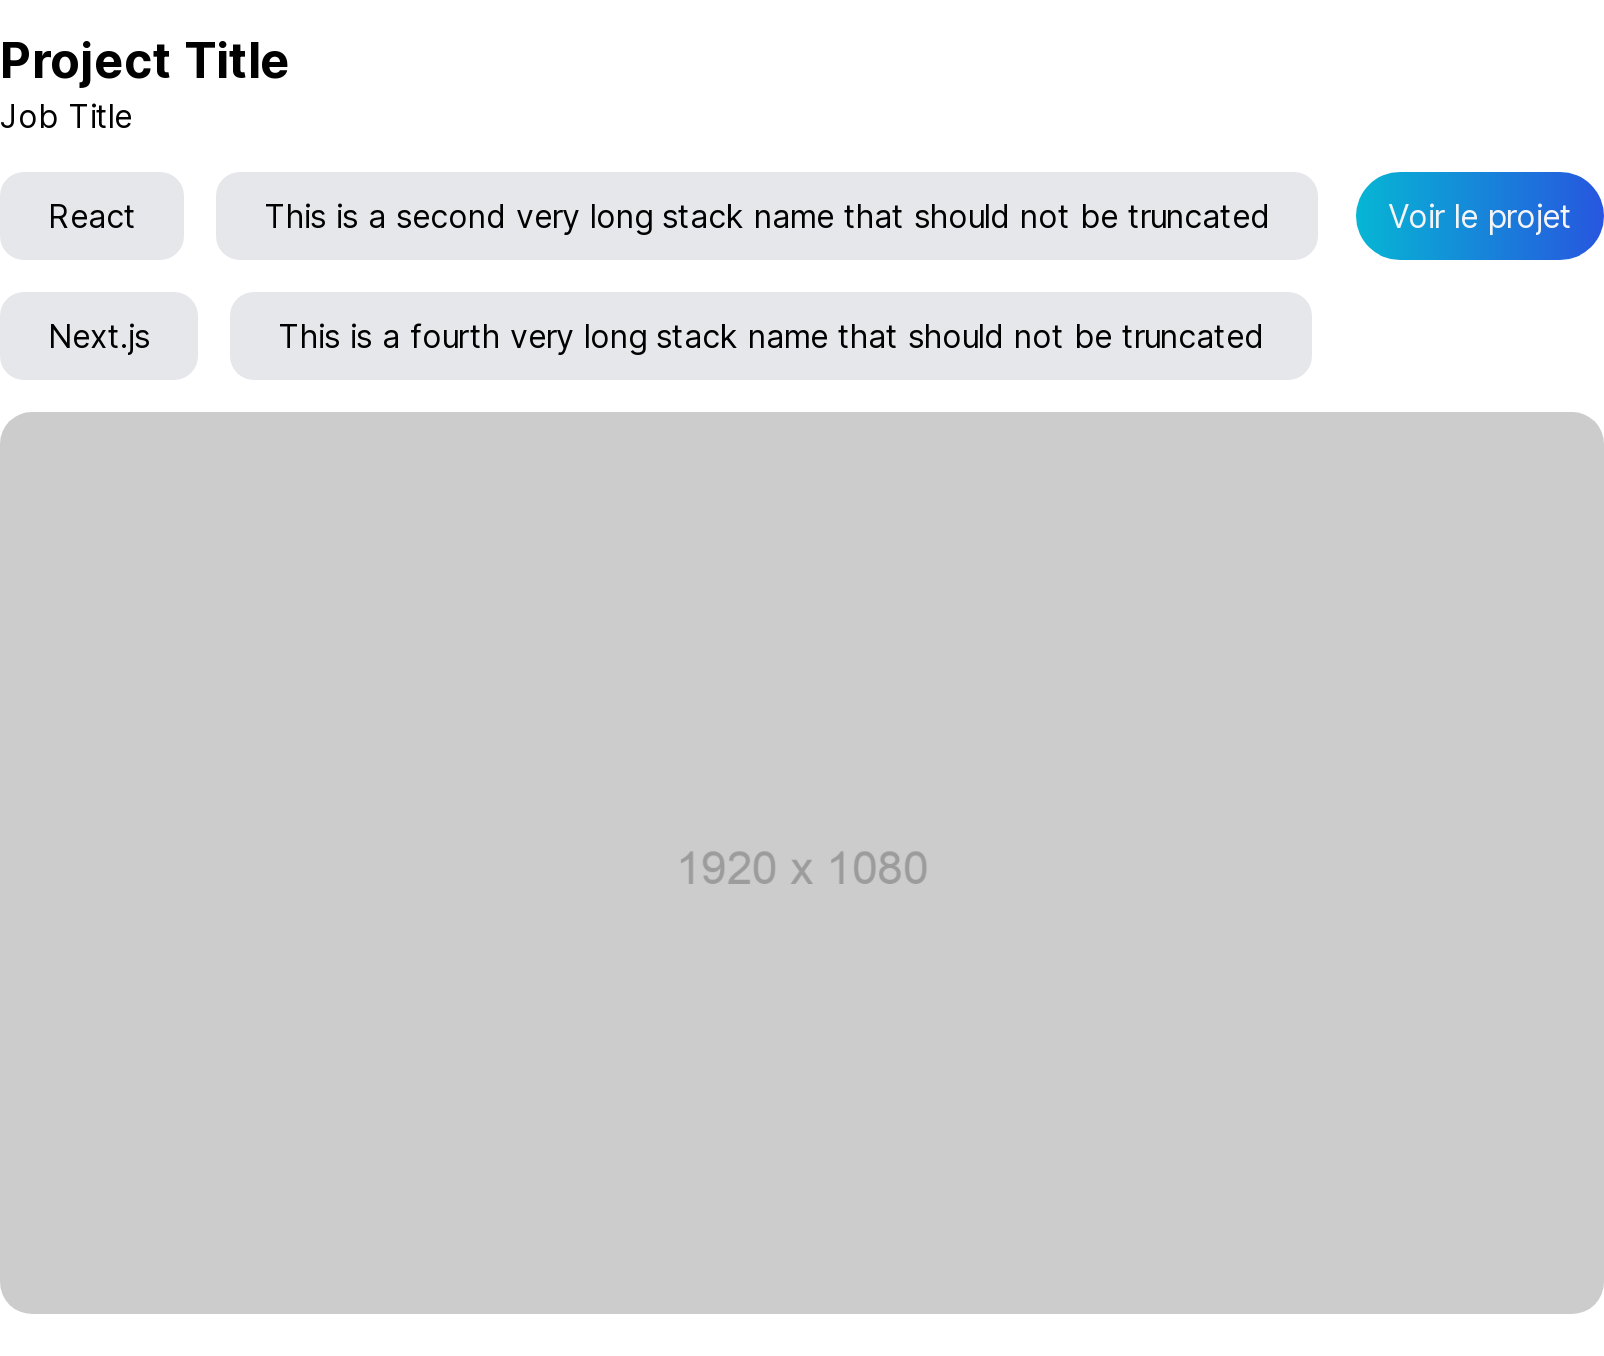 Project Title
Job Title
React
This is a second very long stack name that should not be truncated
Voir le projet
Next.js
This is a fourth very long stack name that should not be truncated
1920 x 1080